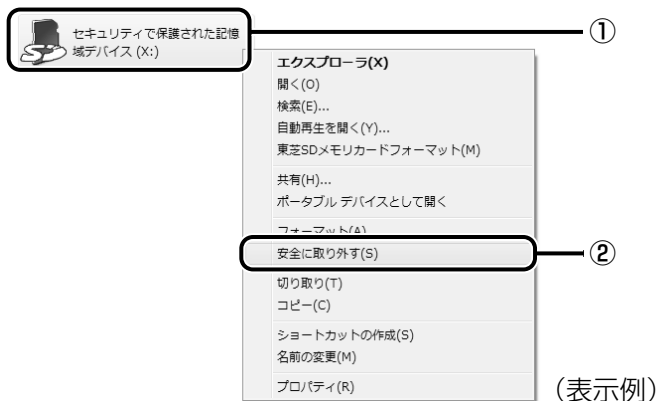 セキュリティで保護された記憶
域デバイス (X:)
①
エクスプローラ(X)
開く(O)
検索(E)...
自動再生を開く(Y)...
東芝SDメモリカードフォーマット(M)
共有(H)...
ポータブル デバイスとして開く
フォーマット(A)...
安全に取り外す(S)
②
切り取り(T)
コピー(C)
ショートカットの作成(S)
名前の変更(M)
プロパティ(R)
(表示例)